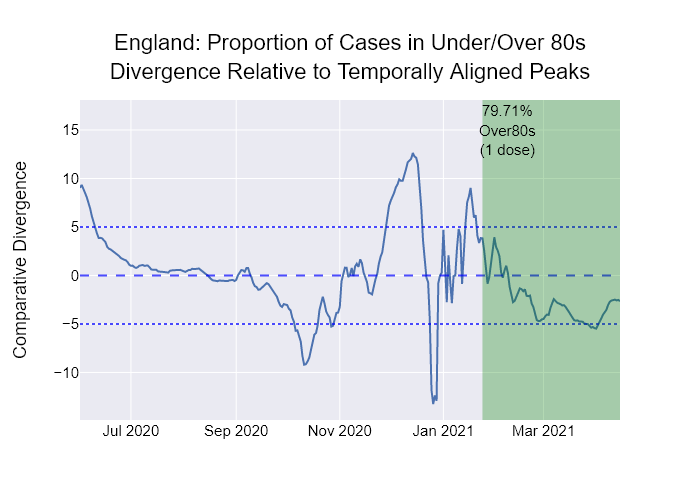 England: Proportion of Cases in Under/Over 80s
Divergence Relative to Temporally Aligned Peaks
79.71%
Over80s
(1 dose)
Comparative Divergence
15
10
5
0
−5
−10
Jul 2020
Sep 2020
Nov 2020
Jan 2021
Mar 2021